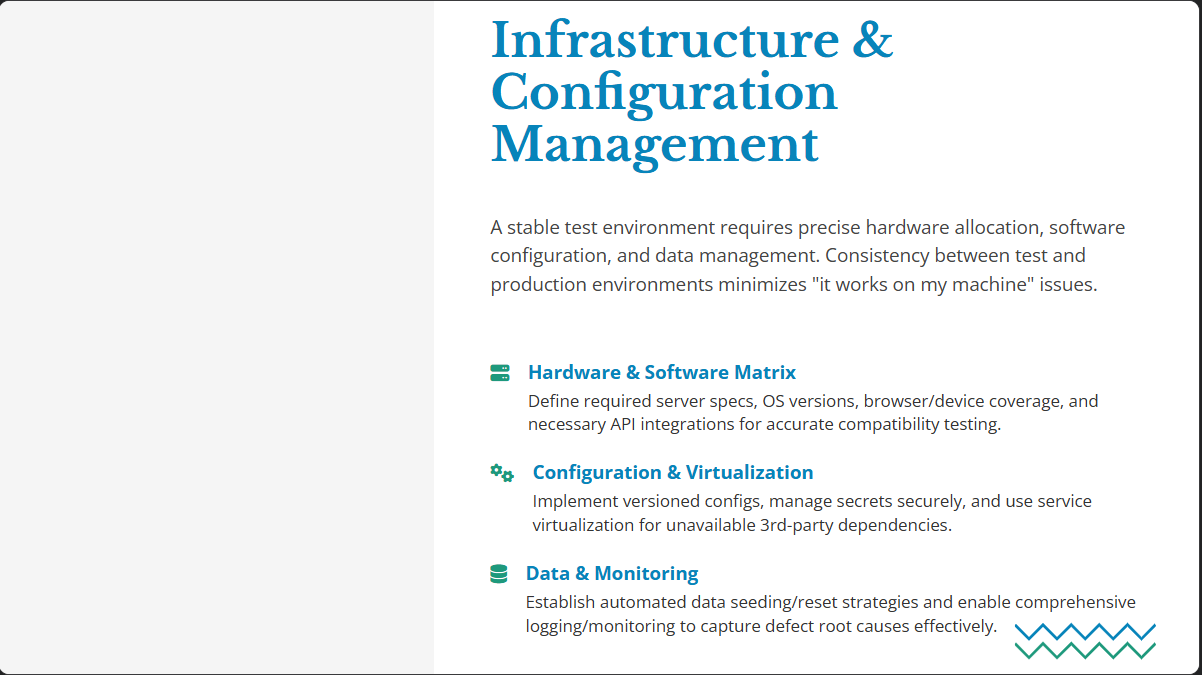 Infrastructure &
Configuration
Management
A stable test environment requires precise hardware allocation, software
configuration, and data management. Consistency between test and
production environments minimizes "it works on my machine" issues.
Hardware & Software Matrix
Define required server specs, OS versions, browser/device coverage, and
necessary API integrations for accurate compatibility testing.
Configuration & Virtualization
Implement versioned configs, manage secrets securely, and use service
virtualization for unavailable 3rd-party dependencies.
Data & Monitoring
Establish automated data seeding/reset strategies and enable comprehensive
logging/monitoring to capture defect root causes effectively.